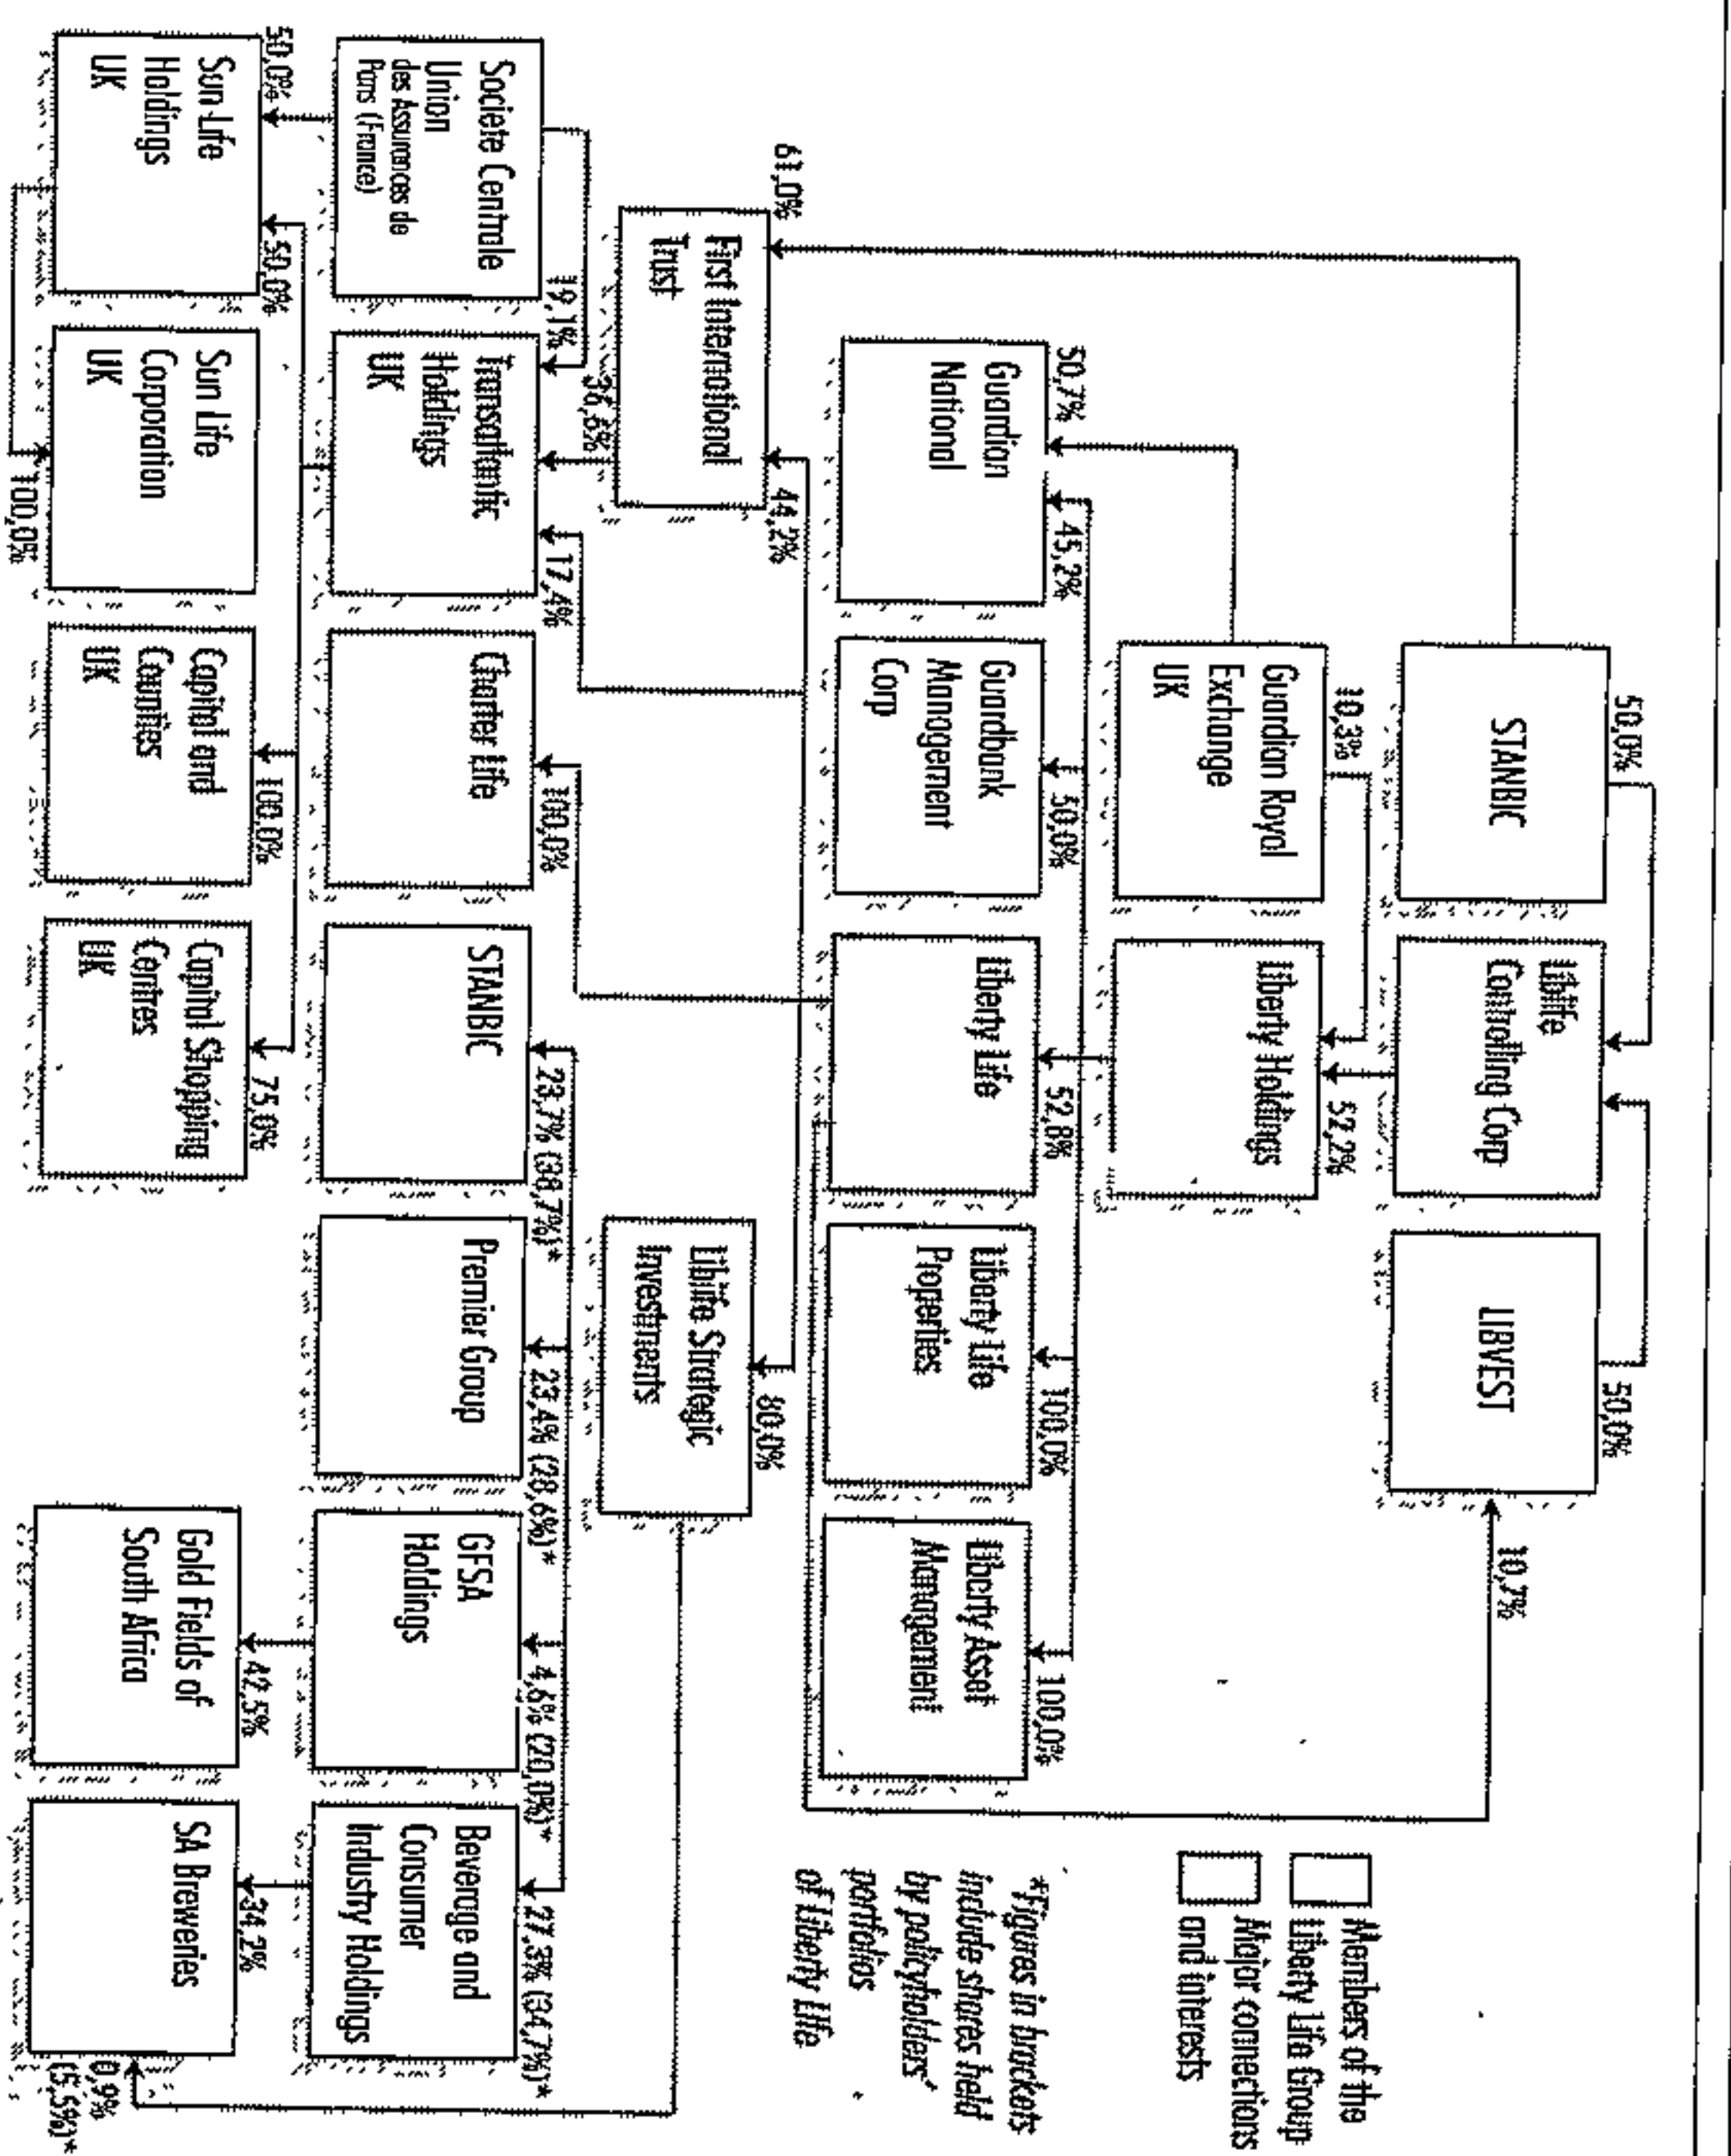 50,0%
50,0%
STANBIC
Liblife
Controlling Corp
LIBVEST
10,7%
10,3%
52,2%
Guardian Royal
Exchange
UK
Liberty Holdings
Members of the
Liberty Life Group
Major connections
and interests
50,7%
45,2%
50,0%
52,8%
100,0%
100,0%
Guardian
National
Guardbank
Management
Corp
Liberty Life
Liberty Life
Properties
Liberty Asset
Management
*Figures in brackets
include shares held
by policyholders'
portfolios
of Liberty Life
61,0%
44,2%
80,0%
First International
Trust
Liblife Strategic
Investments
19,1%
36,6%
17,4%
100,0%
23,7% (38,7%)*
23,4% (28,6%)*
4,6% (20,0%)*
27,3% (34,7%)*
Societe Centrale
Union
des Assurances de
Paris (France)
Transatlantic
Holdings
UK
Charter Life
STANBIC
Premier Group
GFSA
Holdings
Beverage and
Consumer
Industry Holdings
50,0%
50,0%
100,0%
75,0%
42,5%
34,2%
Sun Life
Holdings
UK
Sun Life
Corporation
UK
Capital and
Counties
UK
Capital Shopping
Centres
UK
Gold Fields of
South Africa
SA Breweries
100,0%
0,9%
(5,5%)*